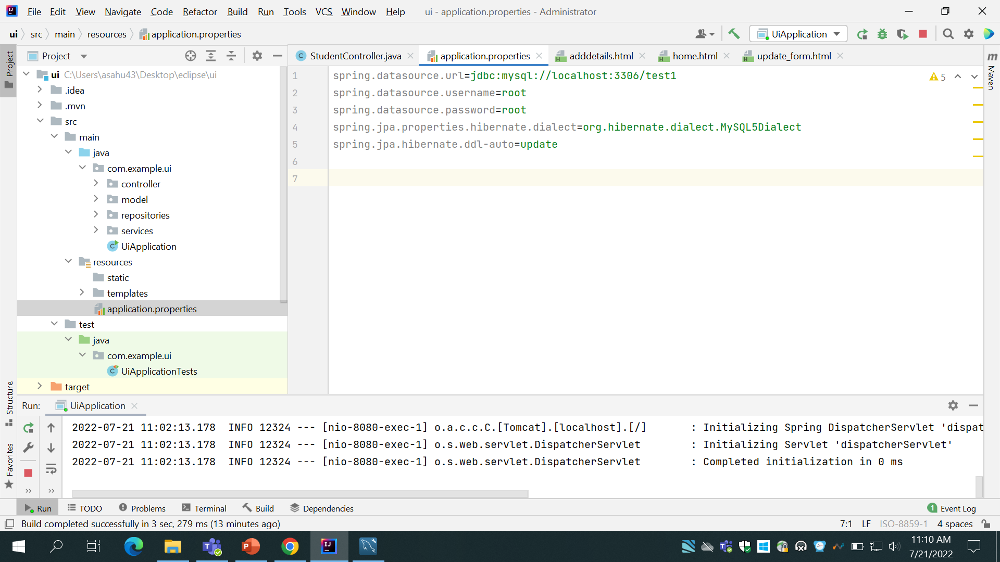 File Edit View Navigate Code Refactor Build Run Tools VCS Window Help ui - application.properties - Administrator
ui src main resources application.properties UiApplication
Project StudentController.java application.properties adddetails.html home.html update_form.html
Project
Maven
ui C:\Users\asahu43\Desktop\eclipse\ui
.idea
.mvn
src
main
java
com.example.ui
controller
model
repositories
services
UiApplication
resources
static
templates
application.properties
test
java
com.example.ui
UiApplicationTests
target
1 spring.datasource.url=jdbc:mysql://localhost:3306/test1
2 spring.datasource.username=root
3 spring.datasource.password=root
4 spring.jpa.properties.hibernate.dialect=org.hibernate.dialect.MySQL5Dialect
5 spring.jpa.hibernate.ddl-auto=update
6
7
5
Structure
Favorites
Run: UiApplication
2022-07-21 11:02:13.178 INFO 12324 --- [nio-8080-exec-1] o.a.c.c.C.[Tomcat].[localhost].[/] : Initializing Spring DispatcherServlet 'dispat
2022-07-21 11:02:13.178 INFO 12324 --- [nio-8080-exec-1] o.s.web.servlet.DispatcherServlet : Initializing Servlet 'dispatcherServlet'
2022-07-21 11:02:13.178 INFO 12324 --- [nio-8080-exec-1] o.s.web.servlet.DispatcherServlet : Completed initialization in 0 ms
Run TODO Problems Terminal Build Dependencies 1 Event Log
Build completed successfully in 3 sec, 279 ms (13 minutes ago) 7:1 LF ISO-8859-1 4 spaces
11:10 AM
7/21/2022